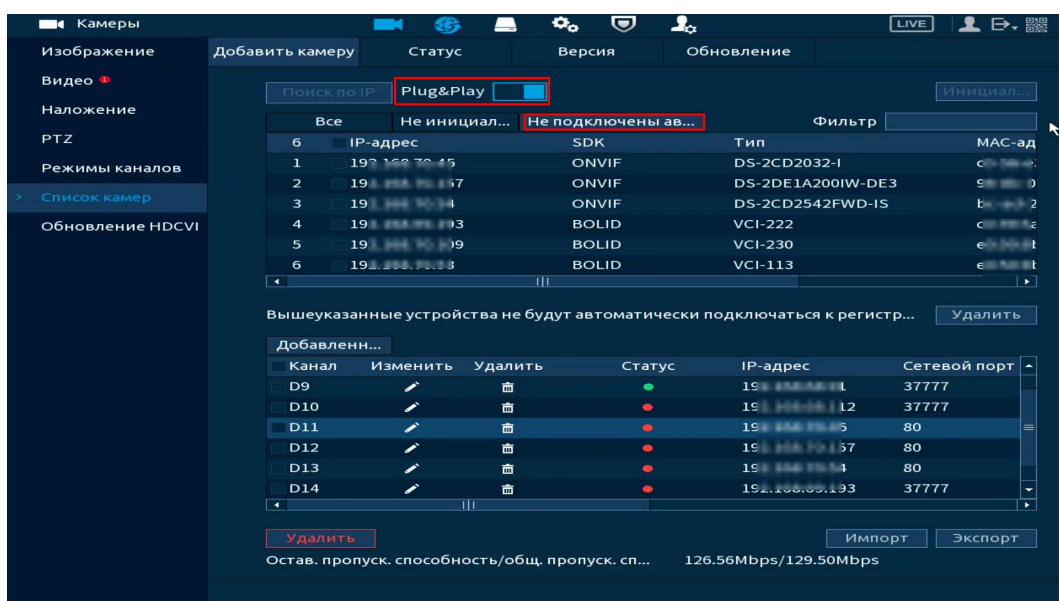 Камеры LIVE
Изображение Добавить камеру Статус Версия Обновление
Видео 1
Поиск по IP Plug&Play Инициал...
Наложение
Все Не инициал... Не подключены ав... Фильтр
PTZ
6 IP-адрес SDK Тип MAC-ад
Режимы каналов
1 ONVIF DS-2CD2032-I
2 ONVIF DS-2DE1A200IW-DE3
> Список камер
3 ONVIF DS-2CD2542FWD-IS
Обновление HDCVI
4 BOLID VCI-222
5 BOLID VCI-230
6 BOLID VCI-113
Вышеуказанные устройства не будут автоматически подключаться к регистр... Удалить
Добавленн...
Канал Изменить Удалить Статус IP-адрес Сетевой порт
D9 37777
D10 37777
D11 80
D12 80
D13 80
D14 37777
Удалить Импорт Экспорт
Остав. пропуск. способность/общ. пропуск. сп... 126.56Mbps/129.50Mbps